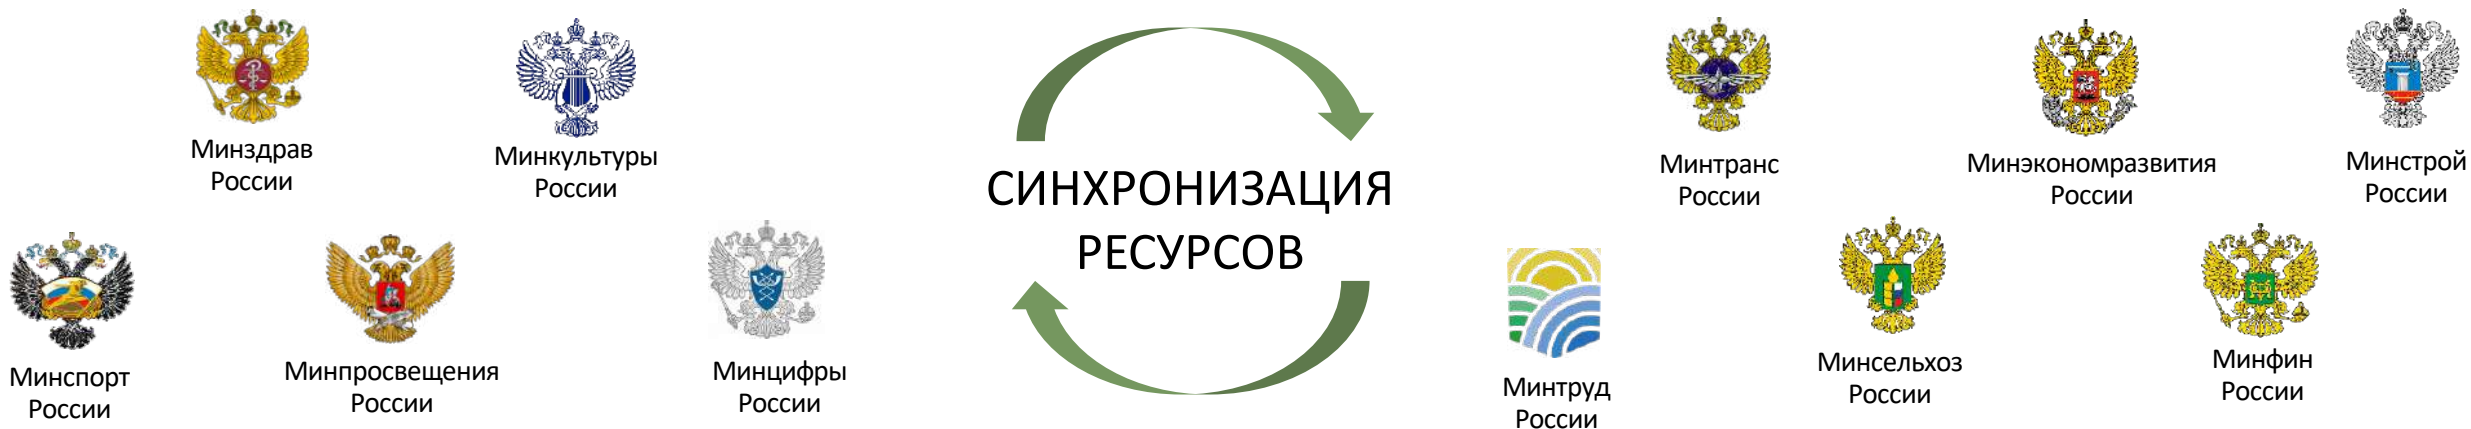 Минздрав
России
Минкультуры
России
Минспорт
России
Минпросвещения
России
Минцифры
России
СИНХРОНИЗАЦИЯ
РЕСУРСОВ
Минтранс
России
Минэкономразвития
России
Минстрой
России
Минтруд
России
Минсельхоз
России
Минфин
России